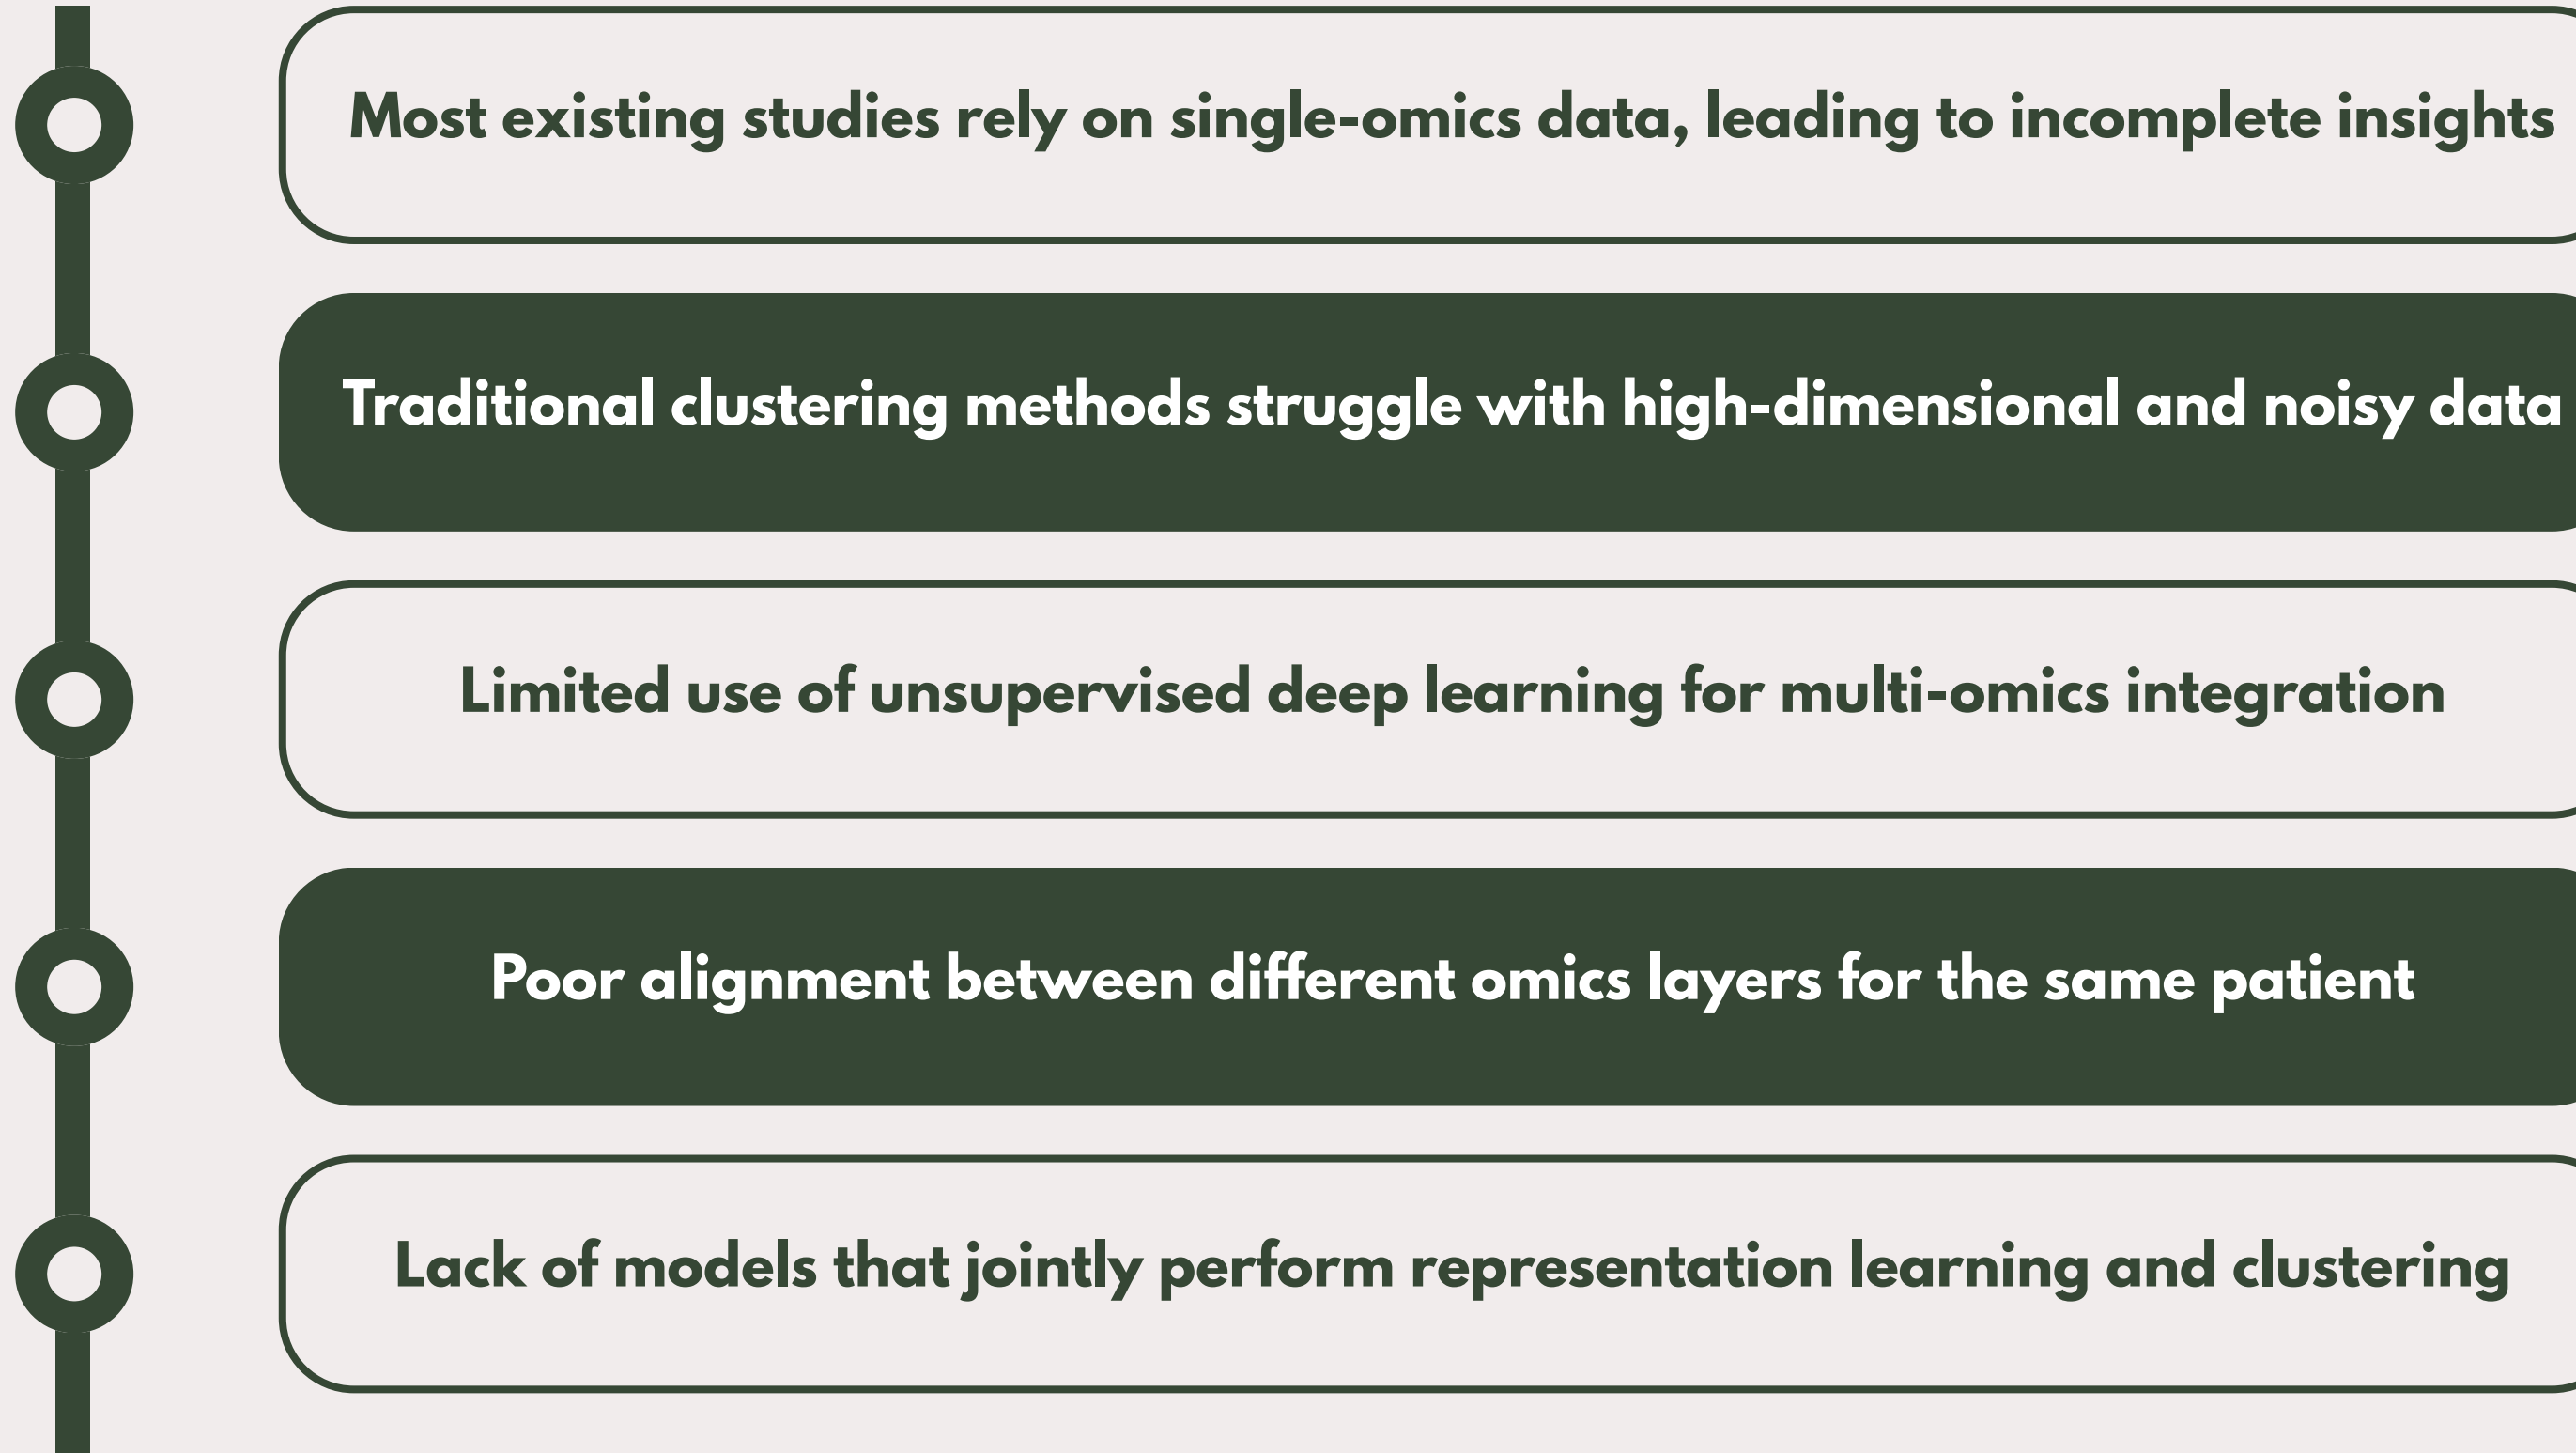 Most existing studies rely on single-omics data, leading to incomplete insights
Traditional clustering methods struggle with high-dimensional and noisy data
Limited use of unsupervised deep learning for multi-omics integration
Poor alignment between different omics layers for the same patient
Lack of models that jointly perform representation learning and clustering